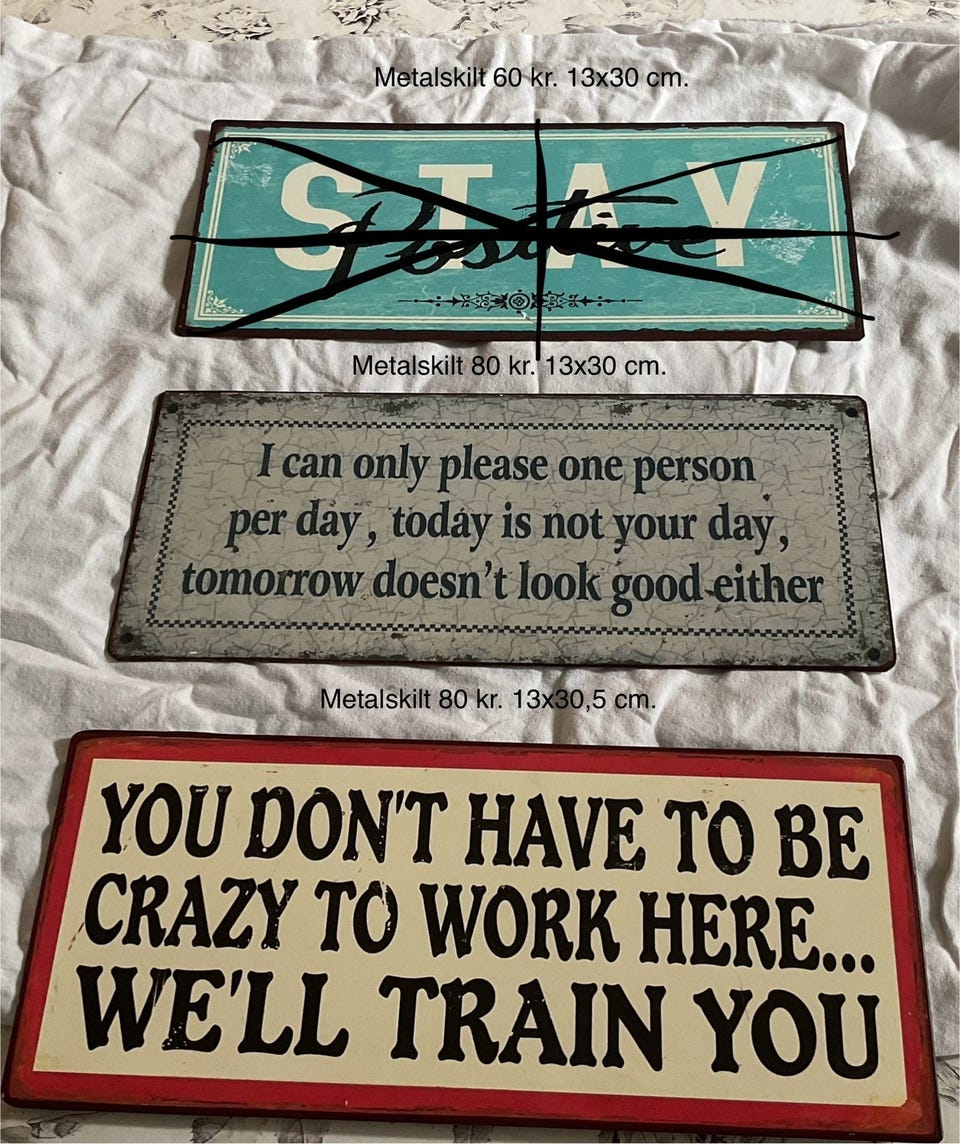 Metalskilt 60 kr. 13x30 cm.
STAY
Positive
Metalskilt 80 kr. 13x30 cm.
I can only please one person
per day, today is not your day,
tomorrow doesn't look good either
Metalskilt 80 kr. 13x30,5 cm.
YOU DON'T HAVE TO BE
CRAZY TO WORK HERE...
WE'LL TRAIN YOU